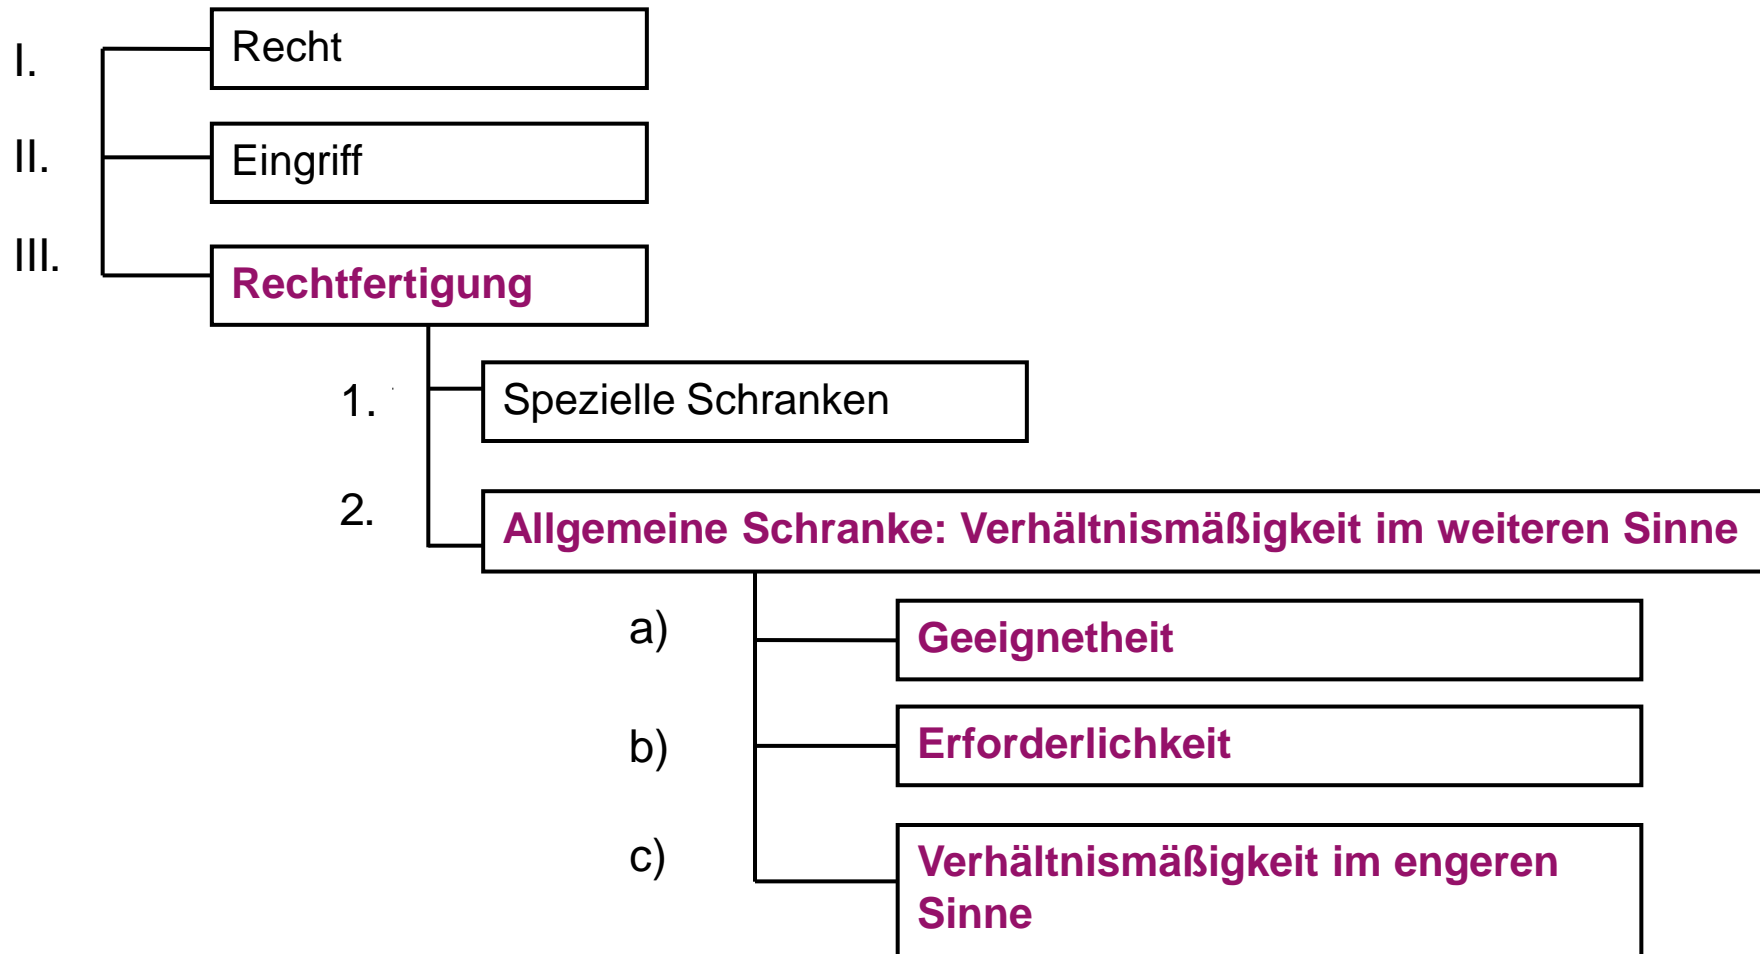 I. Recht
II. Eingriff
III. Rechtfertigung
1. Spezielle Schranken
2. Allgemeine Schranke: Verhältnismäßigkeit im weiteren Sinne
a) Geeignetheit
b) Erforderlichkeit
c) Verhältnismäßigkeit im engeren
Sinne